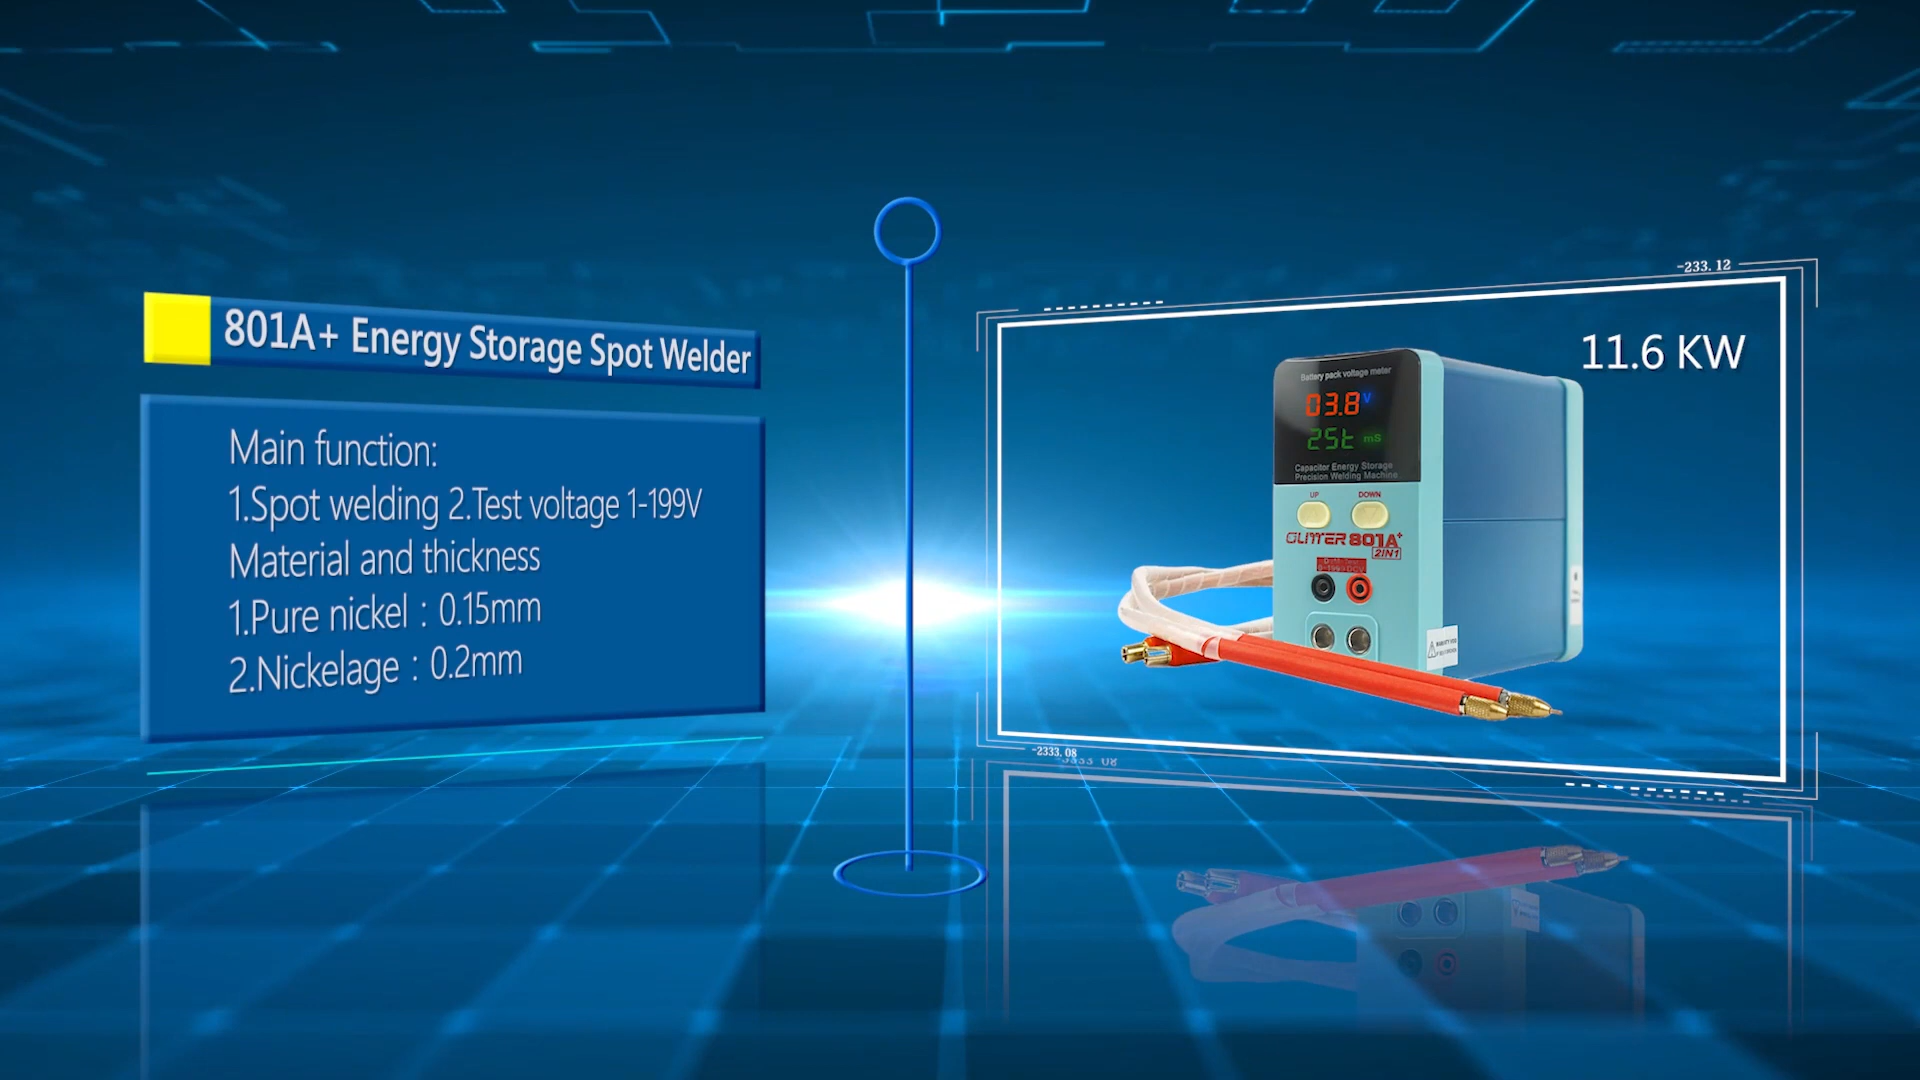 801A+ Energy Storage Spot Welder
Main function:
1.Spot welding 2.Test voltage 1-199V
Material and thickness
1.Pure nickel : 0.15mm
2.Nickelage : 0.2mm
-233.12
11.6 KW
Battery pack voltage meter
03.8 V
25t mS
Capacitor Energy Storage
Precision Welding Machine
UP DOWN
GLITTER 801A+
2IN1
-2333.08